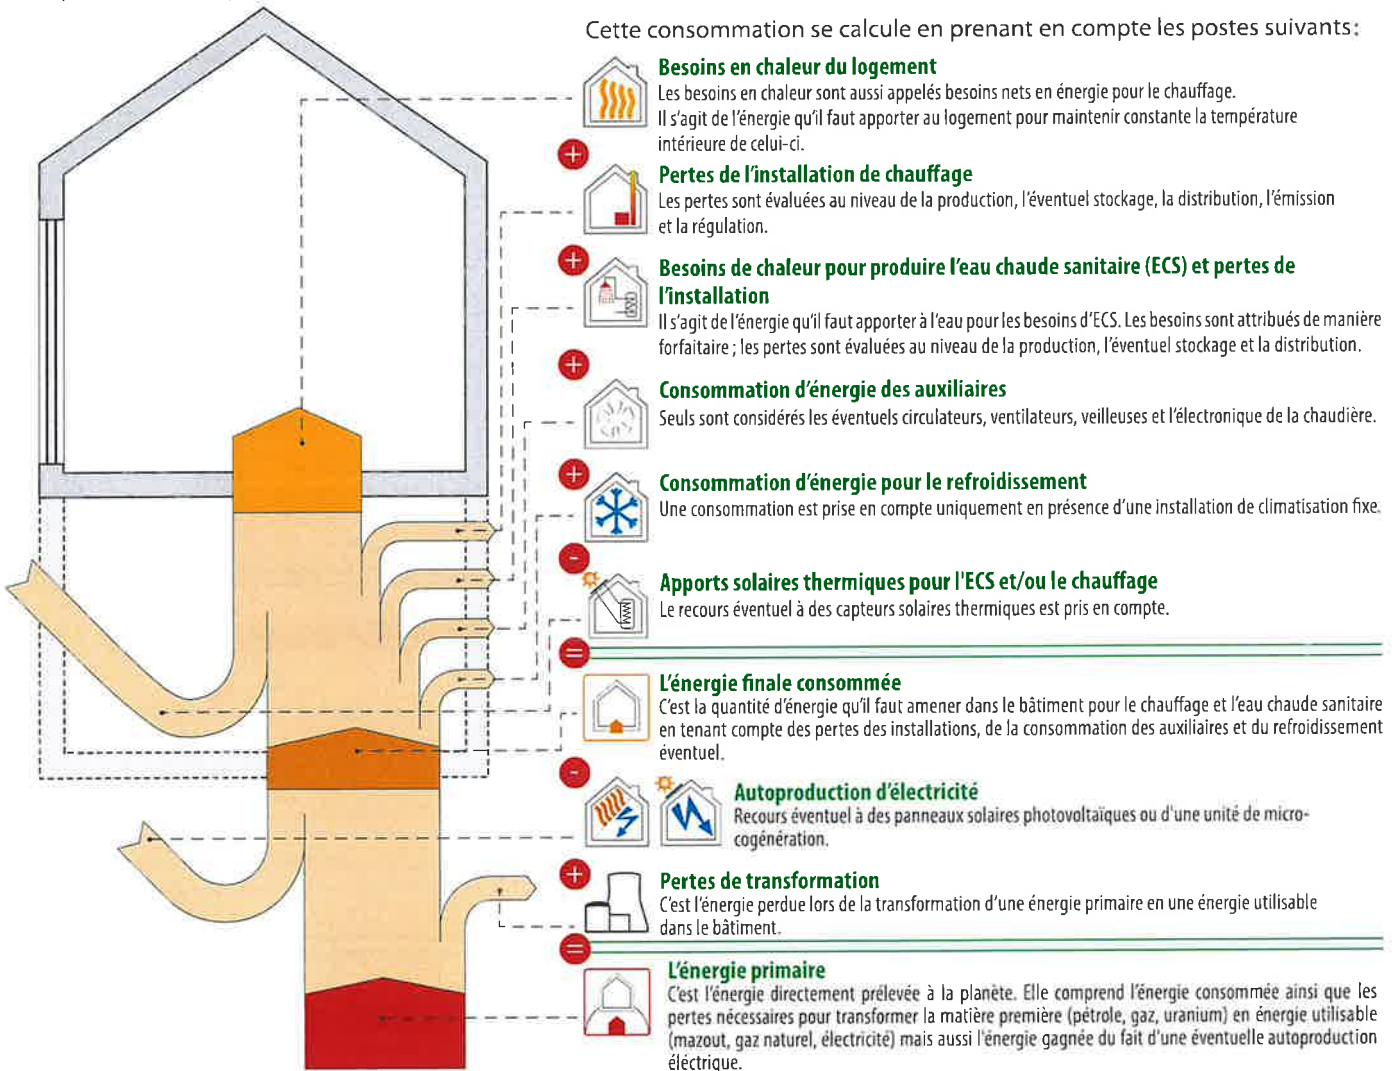 Cette consommation se calcule en prenant en compte les postes suivants:
Besoins en chaleur du logement
Les besoins en chaleur sont aussi appelés besoins nets en énergie pour le chauffage.
Il s'agit de l'énergie qu'il faut apporter au logement pour maintenir constante la température
intérieure de celui-ci.
+
Pertes de l'installation de chauffage
Les pertes sont évaluées au niveau de la production, l'éventuel stockage, la distribution, l'émission
et la régulation.
+
Besoins de chaleur pour produire l'eau chaude sanitaire (ECS) et pertes de
l'installation
Il s'agit de l'énergie qu'il faut apporter à l'eau pour les besoins d'ECS. Les besoins sont attribués de manière
forfaitaire ; les pertes sont évaluées au niveau de la production, l'éventuel stockage et la distribution.
+
Consommation d'énergie des auxiliaires
Seuls sont considérés les éventuels circulateurs, ventilateurs, veilleuses et l'électronique de la chaudière.
+
Consommation d'énergie pour le refroidissement
Une consommation est prise en compte uniquement en présence d'une installation de climatisation fixe.
-
Apports solaires thermiques pour l'ECS et/ou le chauffage
Le recours éventuel à des capteurs solaires thermiques est pris en compte.
=
L'énergie finale consommée
C'est la quantité d'énergie qu'il faut amener dans le bâtiment pour le chauffage et l'eau chaude sanitaire
en tenant compte des pertes des installations, de la consommation des auxiliaires et du refroidissement
éventuel.
-
Autoproduction d'électricité
Recours éventuel à des panneaux solaires photovoltaïques ou d'une unité de micro-
cogénération.
+
Pertes de transformation
C'est l'énergie perdue lors de la transformation d'une énergie primaire en une énergie utilisable
dans le bâtiment.
=
L'énergie primaire
C'est l'énergie directement prélevée à la planète. Elle comprend l'énergie consommée ainsi que les
pertes nécessaires pour transformer la matière première (pétrole, gaz, uranium) en énergie utilisable
(mazout, gaz naturel, électricité) mais aussi l'énergie gagnée du fait d'une éventuelle autoproduction
éléctrique.